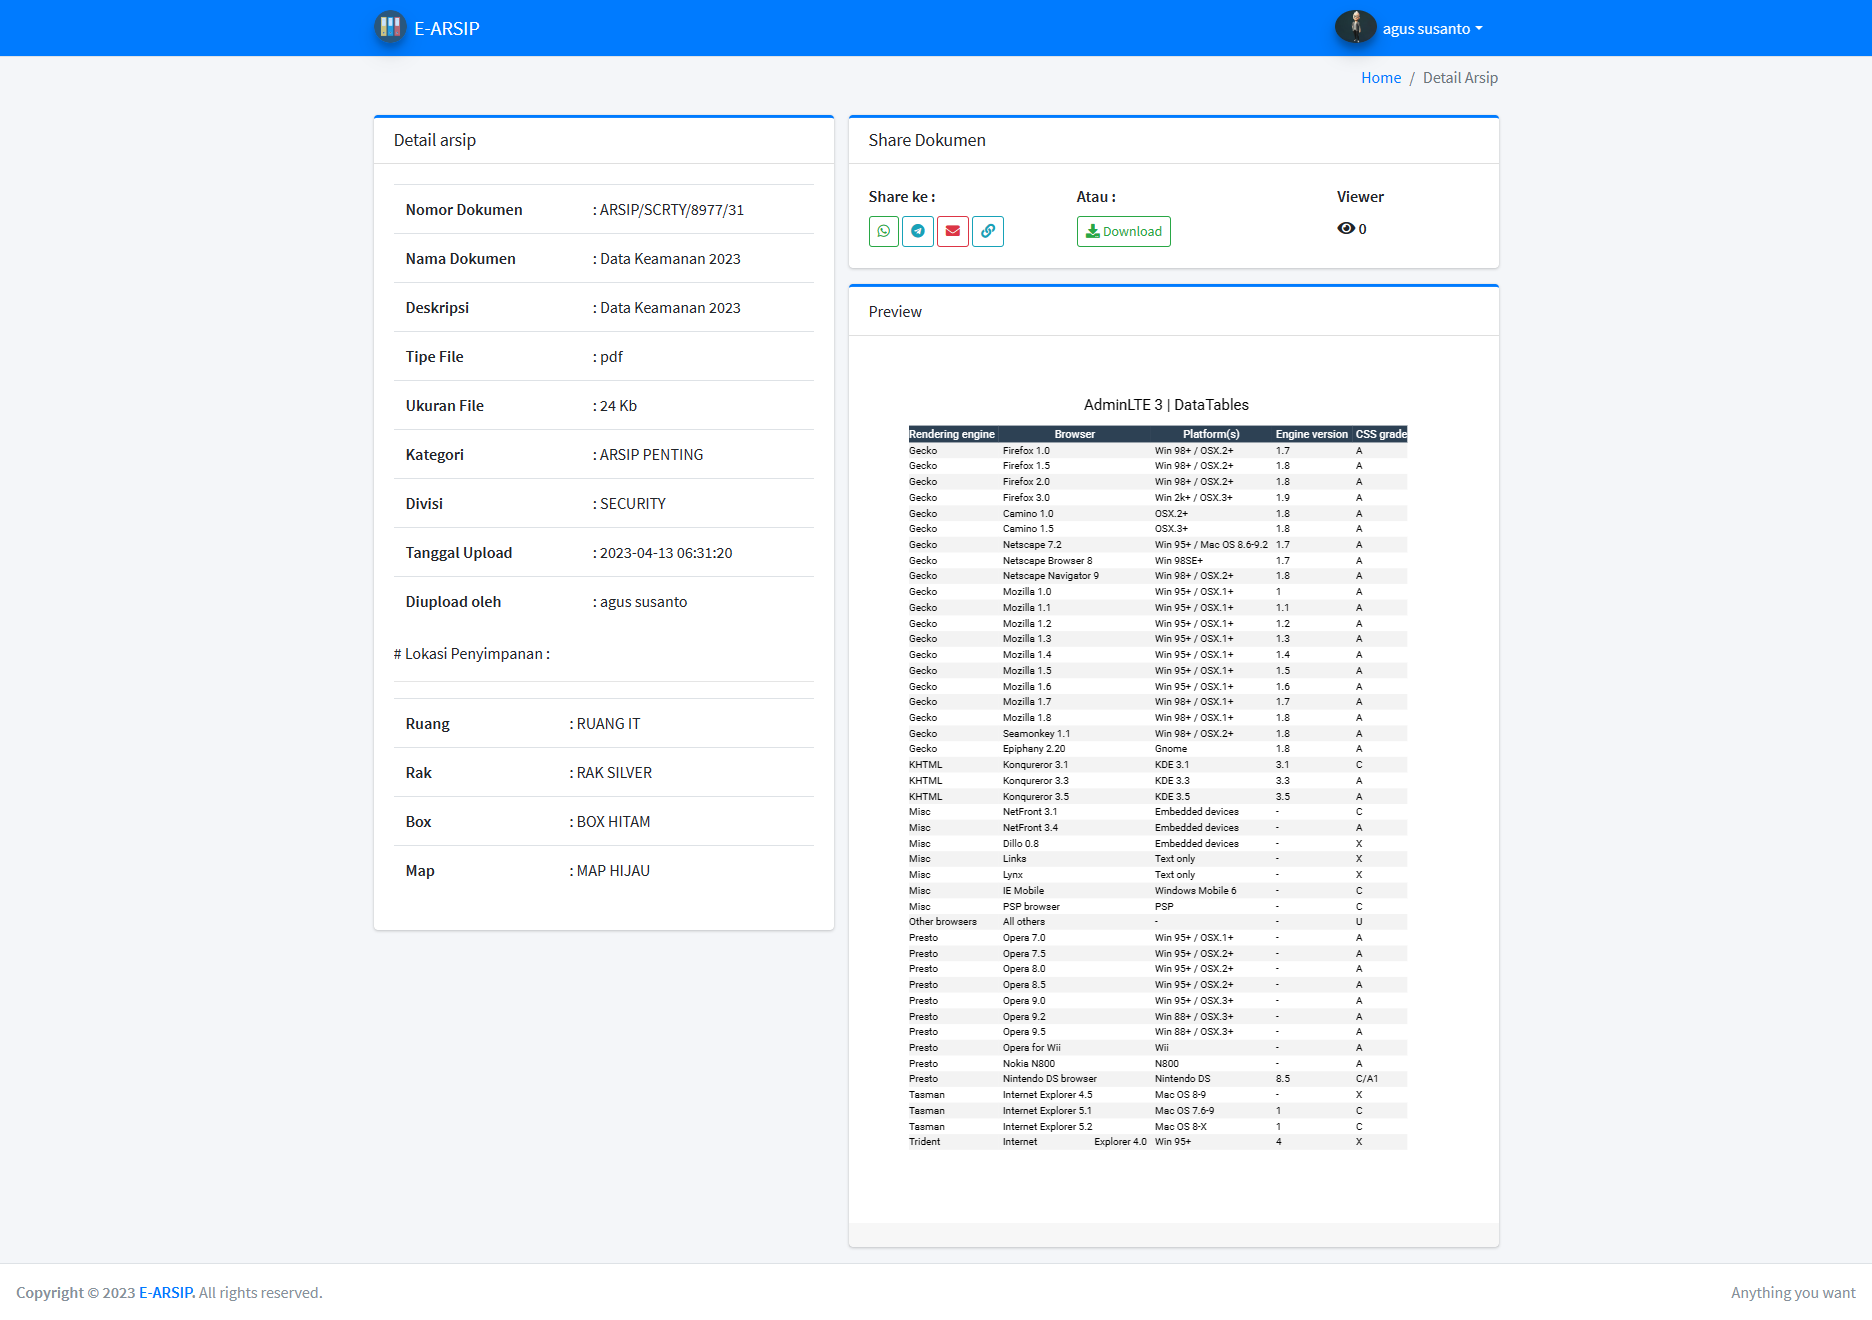 E-ARSIP
agus susanto
Home / Detail Arsip
Detail arsip
Nomor Dokumen : ARSIP/SCRTY/8977/31
Nama Dokumen : Data Keamanan 2023
Deskripsi : Data Keamanan 2023
Tipe File : pdf
Ukuran File : 24 Kb
Kategori : ARSIP PENTING
Divisi : SECURITY
Tanggal Upload : 2023-04-13 06:31:20
Diupload oleh : agus susanto
# Lokasi Penyimpanan :
Ruang : RUANG IT
Rak : RAK SILVER
Box : BOX HITAM
Map : MAP HIJAU
Share Dokumen
Share ke : Atau : Viewer
Download 0
Preview
AdminLTE 3 | DataTables
Rendering engine Browser Platform(s) Engine version CSS grade
Gecko Firefox 1.0 Win 98+ / OSX.2+ 1.7 A
Gecko Firefox 1.5 Win 98+ / OSX.2+ 1.8 A
Gecko Firefox 2.0 Win 98+ / OSX.2+ 1.8 A
Gecko Firefox 3.0 Win 2k+ / OSX.3+ 1.9 A
Gecko Camino 1.0 OSX.2+ 1.8 A
Gecko Camino 1.5 OSX.3+ 1.8 A
Gecko Netscape 7.2 Win 95+ / Mac OS 8.6-9.2 1.7 A
Gecko Netscape Browser 8 Win 98SE+ 1.7 A
Gecko Netscape Navigator 9 Win 98+ / OSX.2+ 1.8 A
Gecko Mozilla 1.0 Win 95+ / OSX.1+ 1 A
Gecko Mozilla 1.1 Win 95+ / OSX.1+ 1.1 A
Gecko Mozilla 1.2 Win 95+ / OSX.1+ 1.2 A
Gecko Mozilla 1.3 Win 95+ / OSX.1+ 1.3 A
Gecko Mozilla 1.4 Win 95+ / OSX.1+ 1.4 A
Gecko Mozilla 1.5 Win 95+ / OSX.1+ 1.5 A
Gecko Mozilla 1.6 Win 95+ / OSX.1+ 1.6 A
Gecko Mozilla 1.7 Win 98+ / OSX.1+ 1.7 A
Gecko Mozilla 1.8 Win 98+ / OSX.1+ 1.8 A
Gecko Seamonkey 1.1 Win 98+ / OSX.2+ 1.8 A
Gecko Epiphany 2.20 Gnome 1.8 A
KHTML Konqureror 3.1 KDE 3.1 3.1 C
KHTML Konqureror 3.3 KDE 3.3 3.3 A
KHTML Konqureror 3.5 KDE 3.5 3.5 A
Misc NetFront 3.1 Embedded devices - C
Misc NetFront 3.4 Embedded devices - A
Misc Dillo 0.8 Embedded devices - X
Misc Links Text only - X
Misc Lynx Text only - X
Misc IE Mobile Windows Mobile 6 - C
Misc PSP browser PSP - C
Other browsers All others - - U
Presto Opera 7.0 Win 95+ / OSX.1+ - A
Presto Opera 7.5 Win 95+ / OSX.2+ - A
Presto Opera 8.0 Win 95+ / OSX.2+ - A
Presto Opera 8.5 Win 95+ / OSX.2+ - A
Presto Opera 9.0 Win 95+ / OSX.3+ - A
Presto Opera 9.2 Win 88+ / OSX.3+ - A
Presto Opera 9.5 Win 88+ / OSX.3+ - A
Presto Opera for Wii Wii - A
Presto Nokia N800 N800 - A
Presto Nintendo DS browser Nintendo DS 8.5 C/A1
Tasman Internet Explorer 4.5 Mac OS 8-9 - X
Tasman Internet Explorer 5.1 Mac OS 7.6-9 1 C
Tasman Internet Explorer 5.2 Mac OS 8-X 1 C
Trident Internet Explorer 4.0 Win 95+ 4 X
Copyright © 2023 E-ARSIP. All rights reserved.
Anything you want